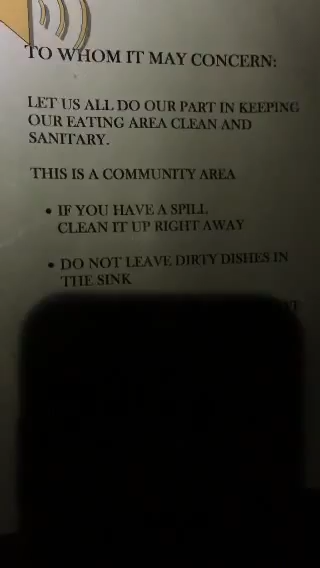 TO WHOM IT MAY CONCERN:
LET US ALL DO OUR PART IN KEEPING
OUR EATING AREA CLEAN AND
SANITARY.
THIS IS A COMMUNITY AREA
• IF YOU HAVE A SPILL
CLEAN IT UP RIGHT AWAY
• DO NOT LEAVE DIRTY DISHES IN
THE SINK